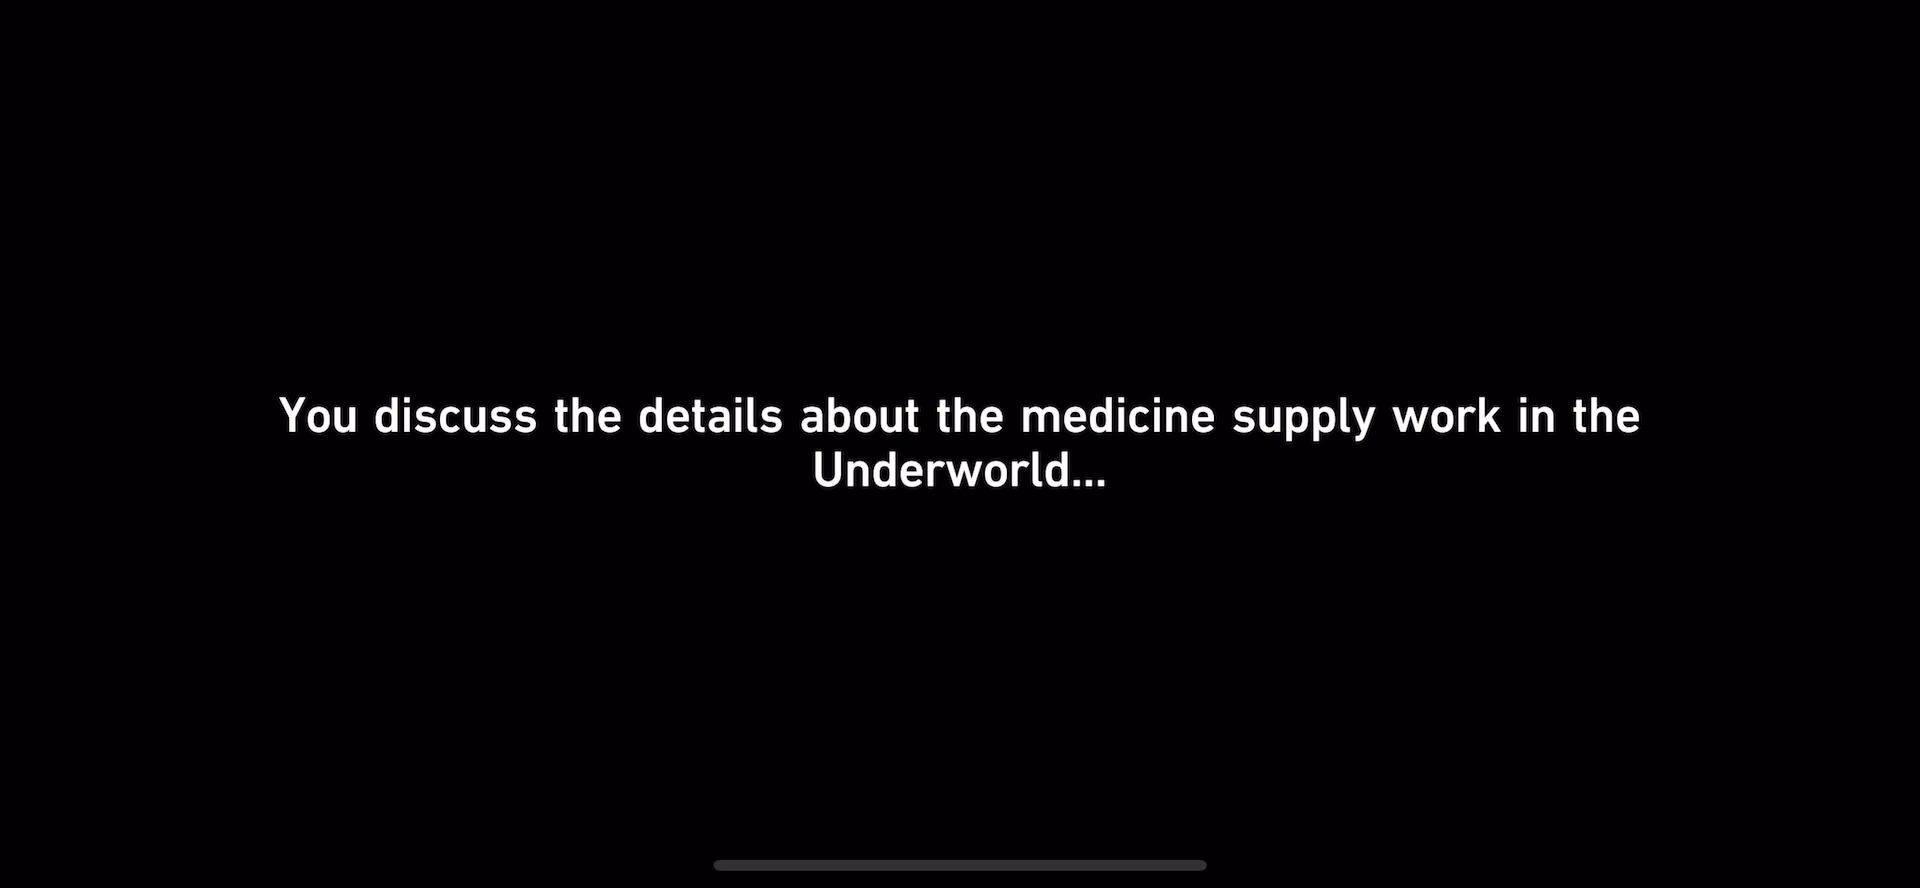 You discuss the details about the medicine supply work in the
Underworld...